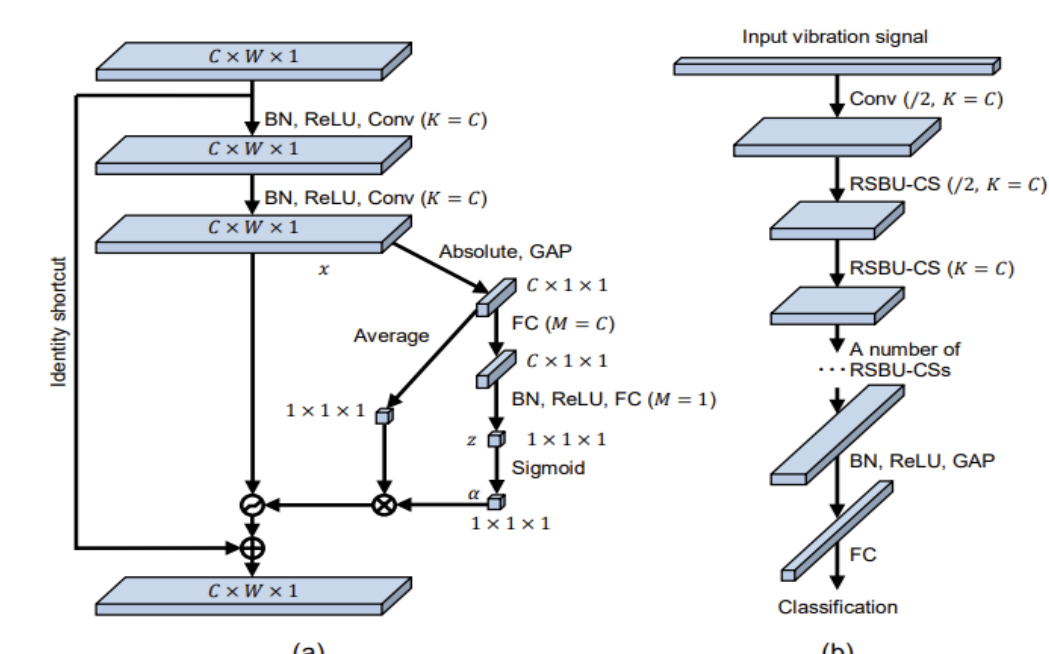 C × W × 1
BN, ReLU, Conv (K = C)
C × W × 1
BN, ReLU, Conv (K = C)
C × W × 1
x
Absolute, GAP
C × 1 × 1
FC (M = C)
Average
C × 1 × 1
BN, ReLU, FC (M = 1)
1 × 1 × 1
z
1 × 1 × 1
Sigmoid
α
1 × 1 × 1
Identity shortcut
C × W × 1
(a)
Input vibration signal
Conv (/2, K = C)
RSBU-CS (/2, K = C)
RSBU-CS (K = C)
A number of
··· RSBU-CSs
BN, ReLU, GAP
FC
Classification
(b)